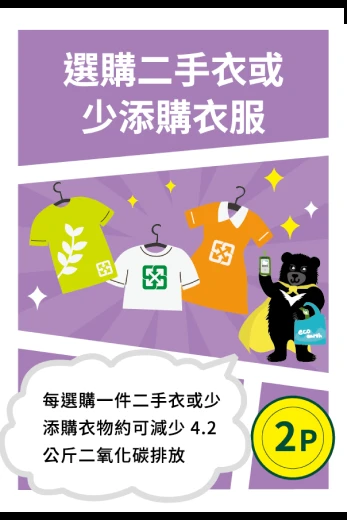 選購二手衣或
少添購衣服
eco
earth
每選購一件二手衣或少
添購衣物約可減少 4.2
公斤二氧化碳排放
2P